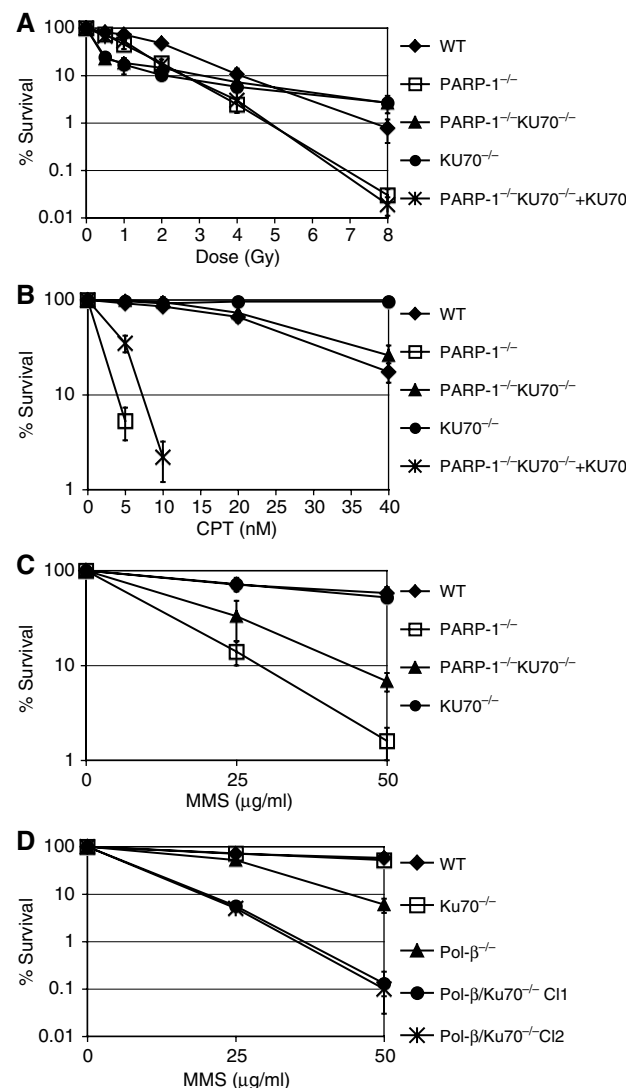 A
% Survival
100
10
1
0.1
0.01
0 1 2 3 4 5 6 7 8
Dose (Gy)
WT
PARP-1−/−
PARP-1−/−KU70−/−
KU70−/−
PARP-1−/−KU70−/−+KU70
B
% Survival
100
10
1
0 5 10 15 20 25 30 35 40
CPT (nM)
WT
PARP-1−/−
PARP-1−/−KU70−/−
KU70−/−
PARP-1−/−KU70−/−+KU70
C
% Survival
100
10
1
0 25 50
MMS (μg/ml)
WT
PARP-1−/−
PARP-1−/−KU70−/−
KU70−/−
D
% Survival
100
10
1
0.1
0.01
0 25 50
MMS (μg/ml)
WT
Ku70−/−
Pol-β−/−
Pol-β/Ku70−/− Cl1
Pol-β/Ku70−/−Cl2